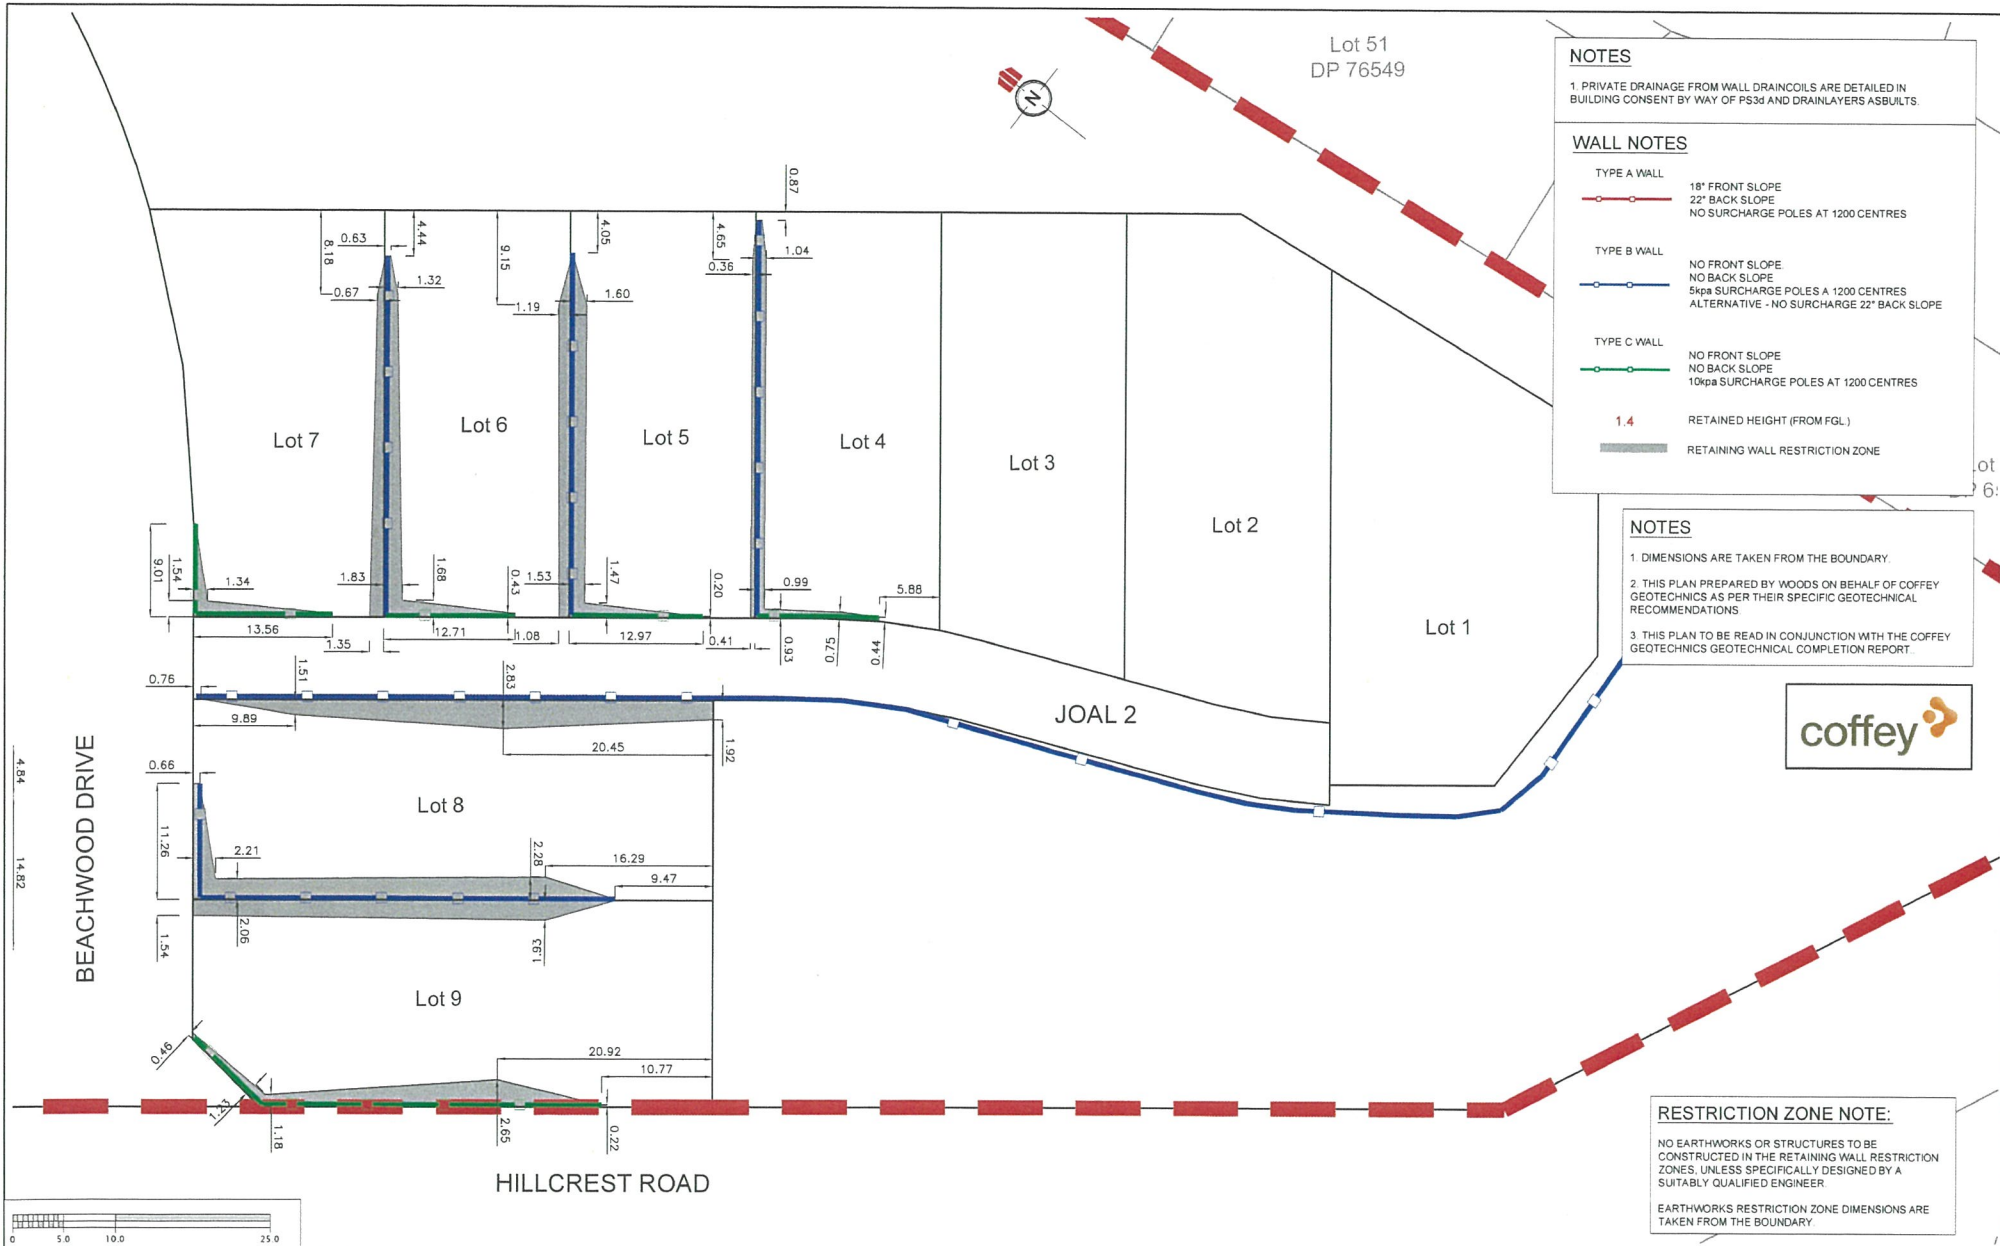 Lot 51
DP 76549
N
NOTES
1. PRIVATE DRAINAGE FROM WALL DRAINCOILS ARE DETAILED IN
BUILDING CONSENT BY WAY OF PS3d AND DRAINLAYERS ASBUILTS.
WALL NOTES
TYPE A WALL
18° FRONT SLOPE
22° BACK SLOPE
NO SURCHARGE POLES AT 1200 CENTRES
TYPE B WALL
NO FRONT SLOPE
NO BACK SLOPE
5kpa SURCHARGE POLES A 1200 CENTRES
ALTERNATIVE - NO SURCHARGE 22° BACK SLOPE
TYPE C WALL
NO FRONT SLOPE
NO BACK SLOPE
10kpa SURCHARGE POLES AT 1200 CENTRES
1.4
RETAINED HEIGHT (FROM FGL.)
RETAINING WALL RESTRICTION ZONE
0.87
0.63
8.18
4.44
9.15
4.05
4.65
1.04
0.36
0.67
1.32
1.19
1.60
Lot 7
Lot 6
Lot 5
Lot 4
Lot 3
Lot 2
Lot 1
9.01
1.54
1.34
1.83
1.68
0.43
1.53
1.47
0.20
0.99
5.88
13.56
1.35
12.71
1.08
12.97
0.41
0.93
0.75
0.44
NOTES
1. DIMENSIONS ARE TAKEN FROM THE BOUNDARY.
2. THIS PLAN PREPARED BY WOODS ON BEHALF OF COFFEY
GEOTECHNICS AS PER THEIR SPECIFIC GEOTECHNICAL
RECOMMENDATIONS
3. THIS PLAN TO BE READ IN CONJUNCTION WITH THE COFFEY
GEOTECHNICS GEOTECHNICAL COMPLETION REPORT.
coffey
0.76
1.51
2.83
9.89
20.45
1.92
JOAL 2
4.84
14.82
BEACHWOOD DRIVE
0.66
Lot 8
11.26
2.21
2.28
16.29
9.47
2.06
1.54
1.93
Lot 9
0.46
1.23
1.18
20.92
10.77
2.65
0.22
HILLCREST ROAD
RESTRICTION ZONE NOTE:
NO EARTHWORKS OR STRUCTURES TO BE
CONSTRUCTED IN THE RETAINING WALL RESTRICTION
ZONES, UNLESS SPECIFICALLY DESIGNED BY A
SUITABLY QUALIFIED ENGINEER.
EARTHWORKS RESTRICTION ZONE DIMENSIONS ARE
TAKEN FROM THE BOUNDARY
0 5.0 10.0 25.0